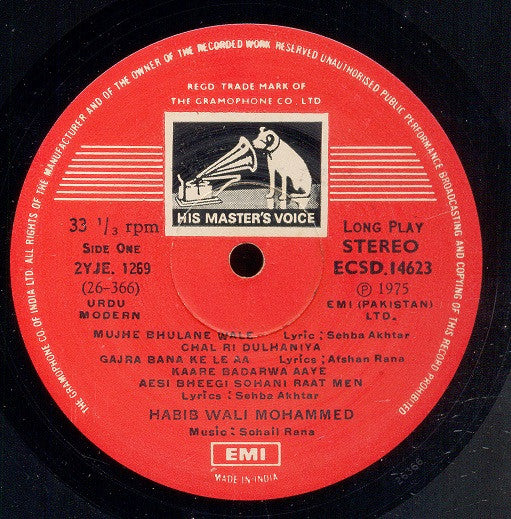 THE GRAMOPHONE CO. OF INDIA LTD. ALL RIGHTS OF THE MANUFACTURER AND OF THE OWNER OF THE RECORDED WORK RESERVED UNAUTHORISED PUBLIC PERFORMANCE BROADCASTING AND COPYING OF THIS RECORD PROHIBITED
REGD TRADE MARK OF
THE GRAMOPHONE CO. LTD
HIS MASTER'S VOICE
33 1/3 rpm
Side One
2YJE. 1269
(26-366)
URDU
MODERN
LONG PLAY
STEREO
ECSD.14623
Ⓟ 1975
EMI (PAKISTAN)
LTD.
MUJHE BHULANE WALE Lyric : Sehba Akhtar
CHAL RI DULHANIYA
GAJRA BANA KE LE AA Lyrics : Afshan Rana
KAARE BADARWA AAYE
AESI BHEEGI SOHANI RAAT MEN
Lyrics : Sehba Akhtar
HABIB WALI MOHAMMED
Music : Sohail Rana
EMI
MADE IN INDIA